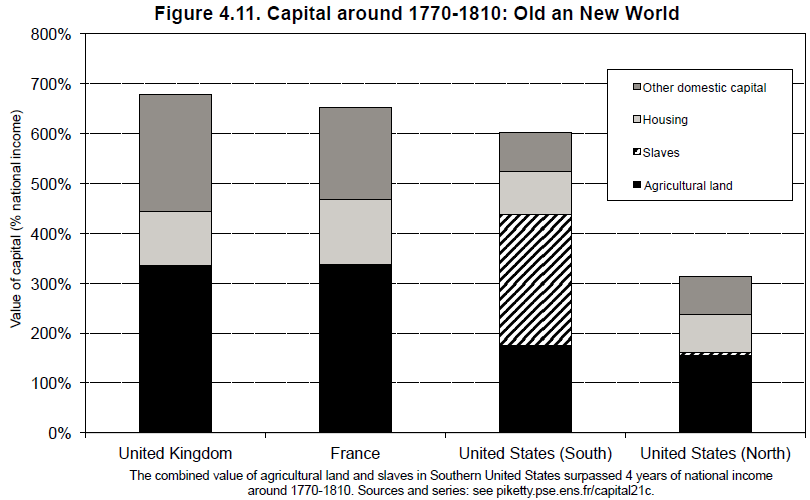 Figure 4.11. Capital around 1770-1810: Old an New World
800%
700%
600%
500%
400%
300%
200%
100%
0%
Value of capital (% national income)
Other domestic capital
Housing
Slaves
Agricultural land
United Kingdom
France
United States (South)
United States (North)
The combined value of agricultural land and slaves in Southern United States surpassed 4 years of national income
around 1770-1810. Sources and series: see piketty.pse.ens.fr/capital21c.